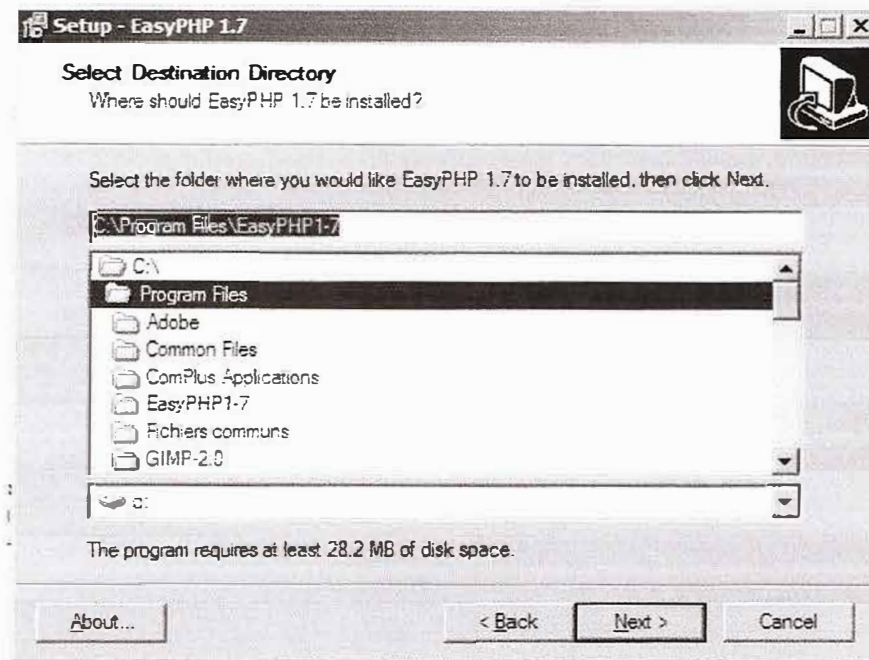 Setup - EasyPHP 1.7
Select Destination Directory
Where should EasyPHP 1.7 be installed?
Select the folder where you would like EasyPHP 1.7 to be installed, then click Next.
C:\Program Files\EasyPHP1-7
C:\
Program Files
Adobe
Common Files
ComPlus Applications
EasyPHP1-7
Fichiers communs
GIMP-2.0
c:
The program requires at least 28.2 MB of disk space.
About... < Back Next > Cancel